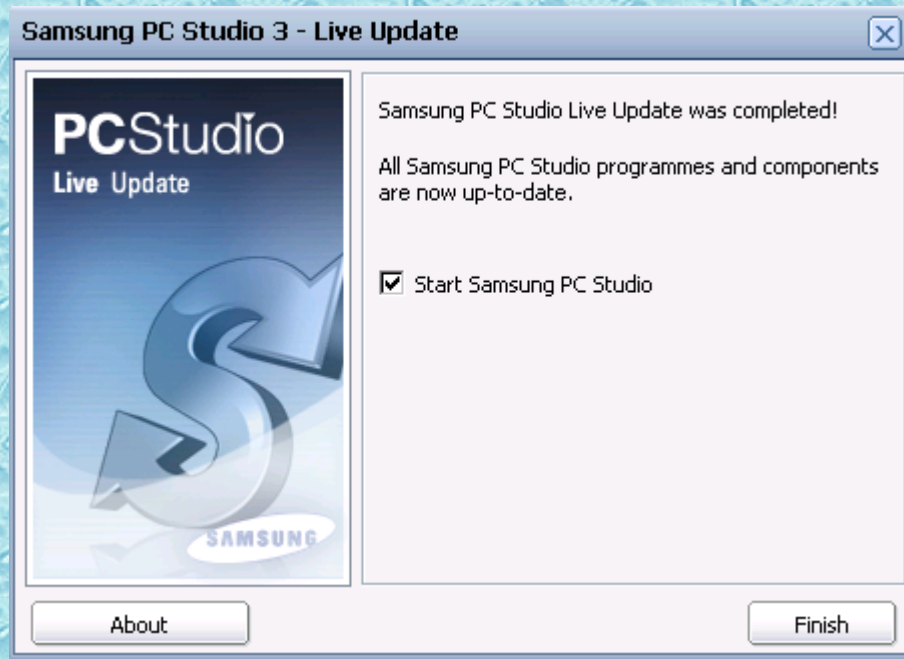 Samsung PC Studio 3 - Live Update
PCStudio
Live Update
SAMSUNG
Samsung PC Studio Live Update was completed!
All Samsung PC Studio programmes and components
are now up-to-date.
Start Samsung PC Studio
About
Finish